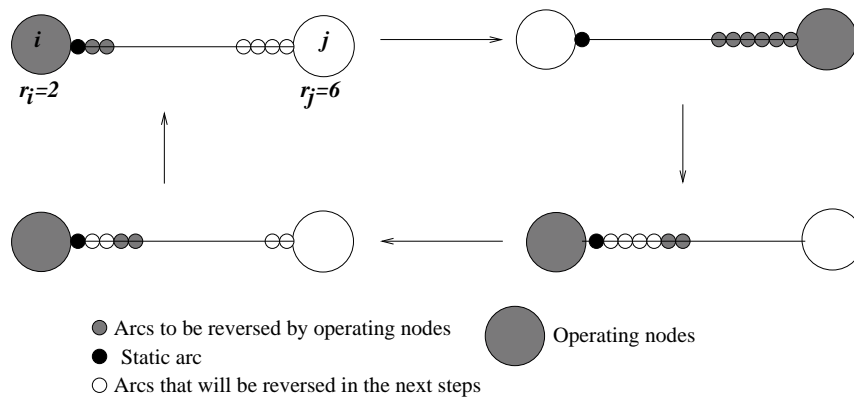 i
j
r_i=2
r_j=6
Arcs to be reversed by operating nodes
Operating nodes
Static arc
Arcs that will be reversed in the next steps